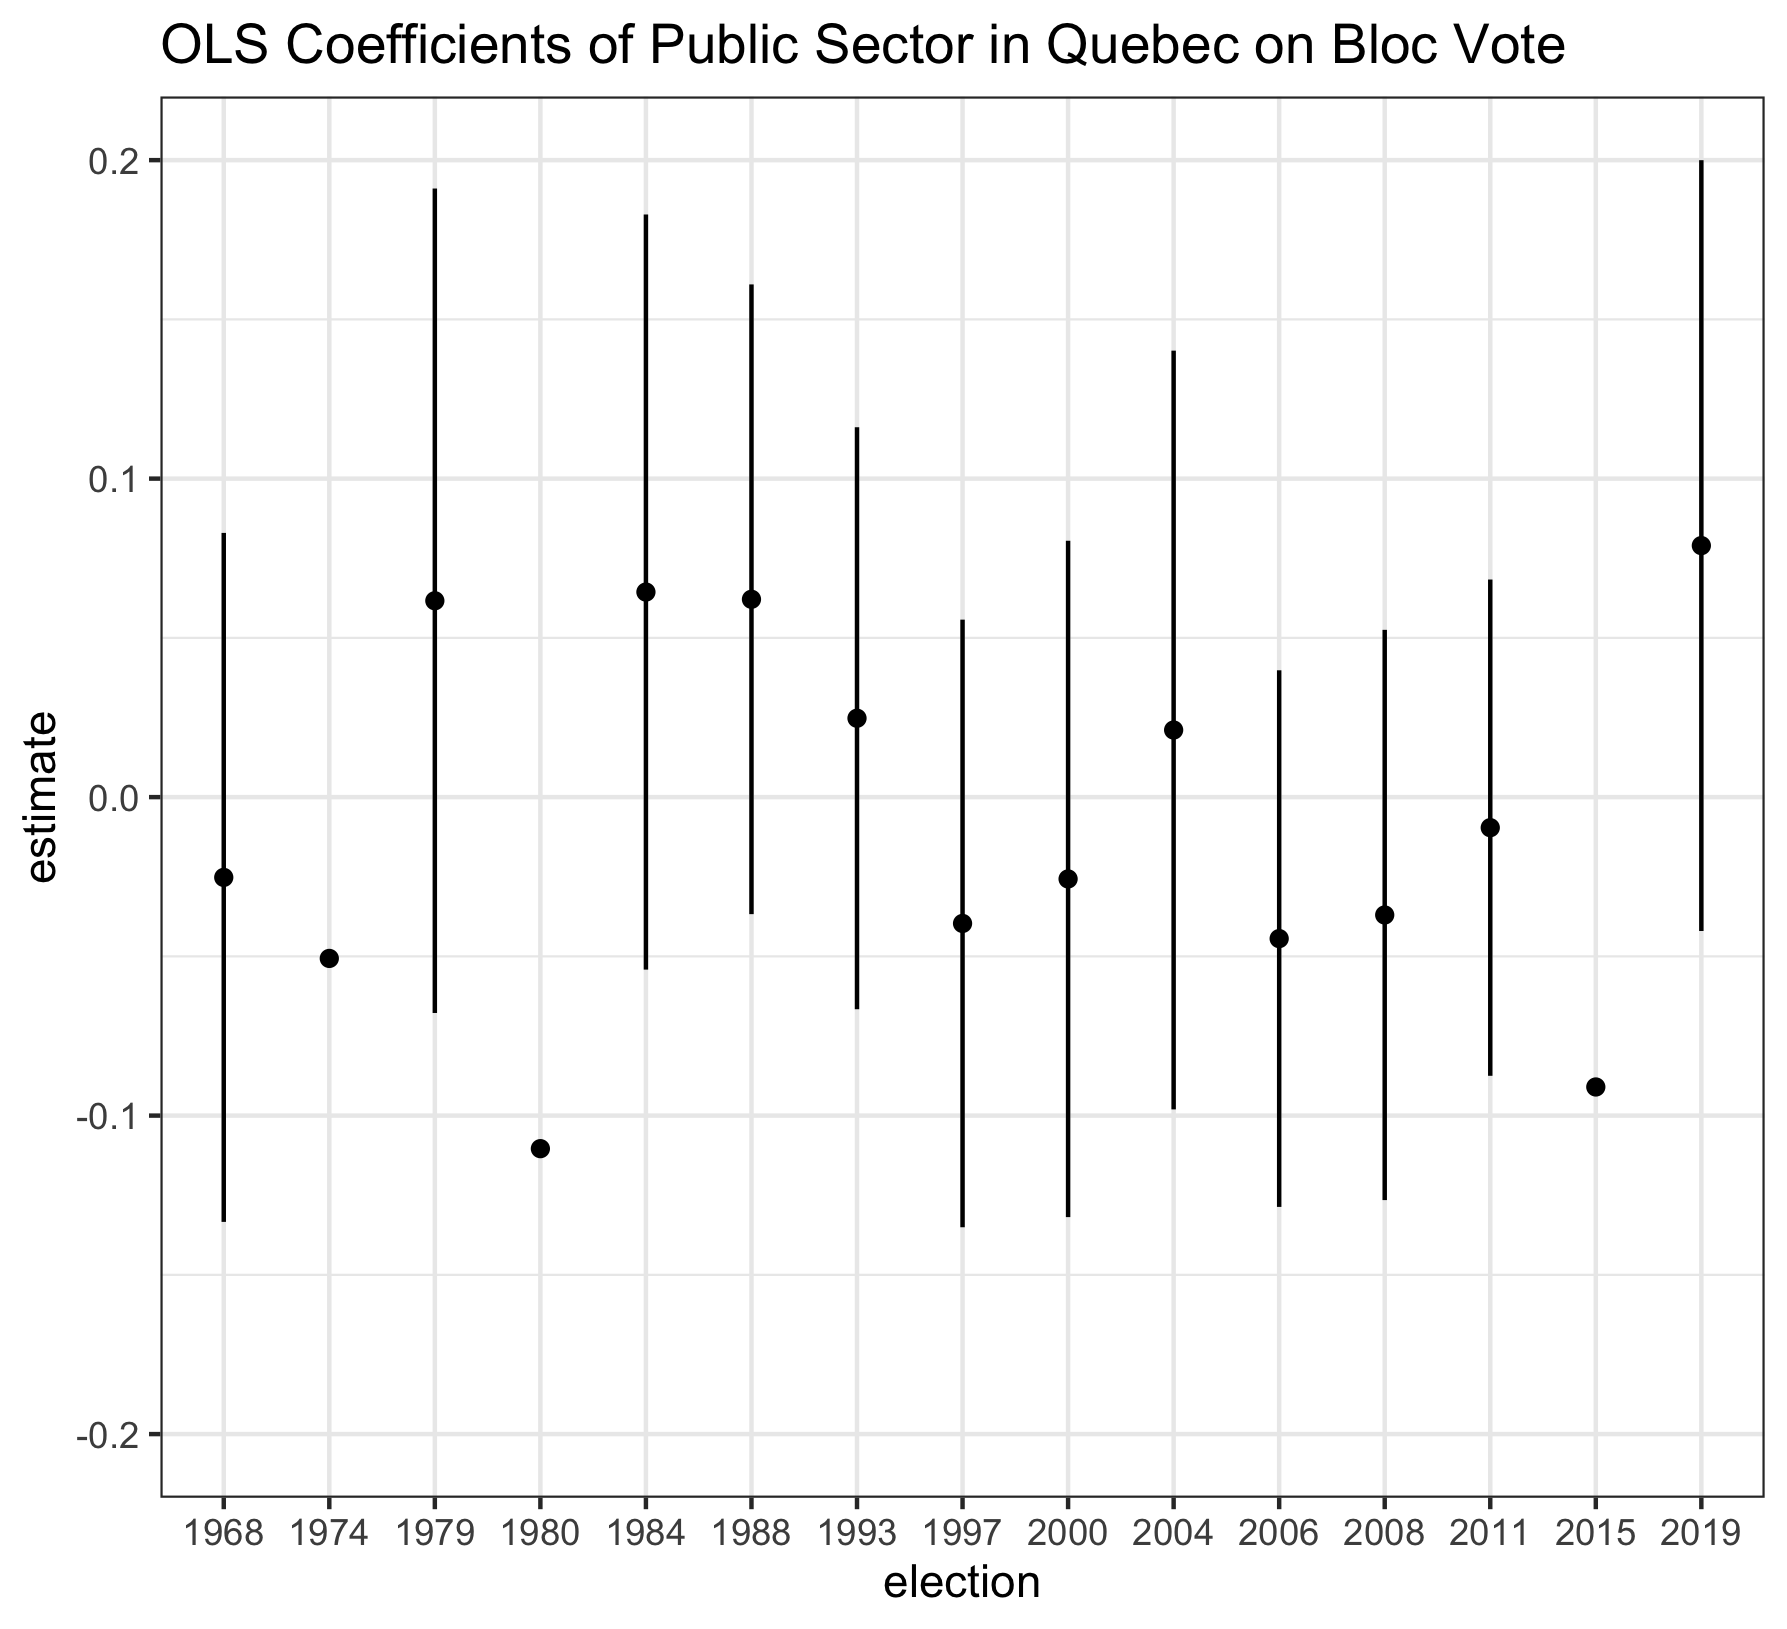 OLS Coefficients of Public Sector in Quebec on Bloc Vote
estimate
0.2
0.1
0.0
-0.1
-0.2
1968 1974 1979 1980 1984 1988 1993 1997 2000 2004 2006 2008 2011 2015 2019
election